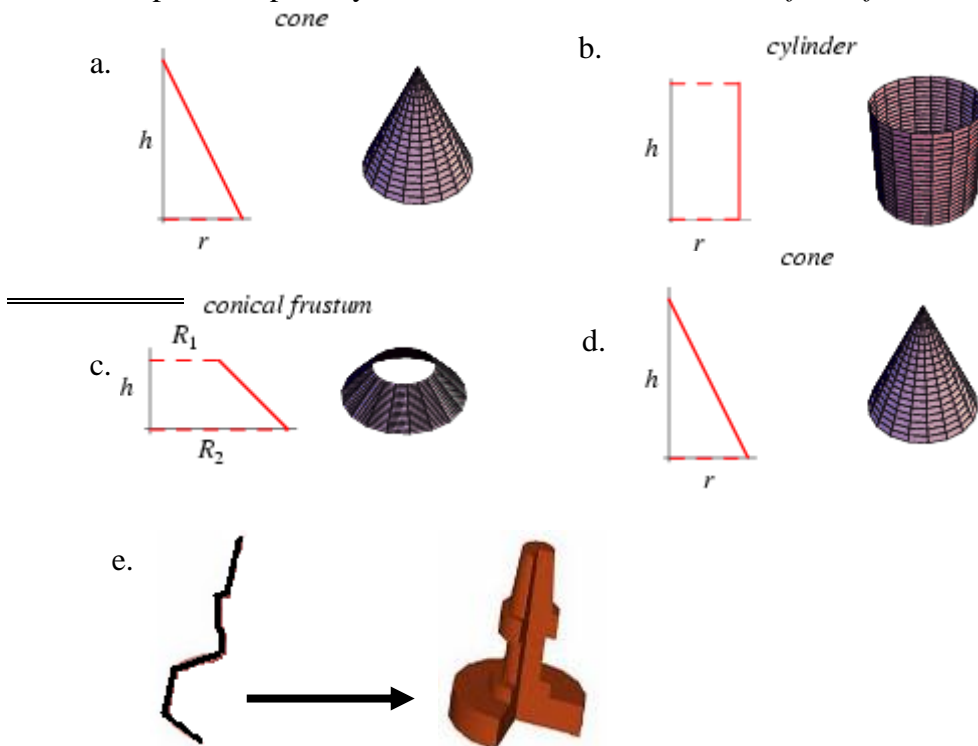 cone
a.
h
r
b.
cylinder
h
r
conical frustum
c.
R1
h
R2
cone
d.
h
r
e.